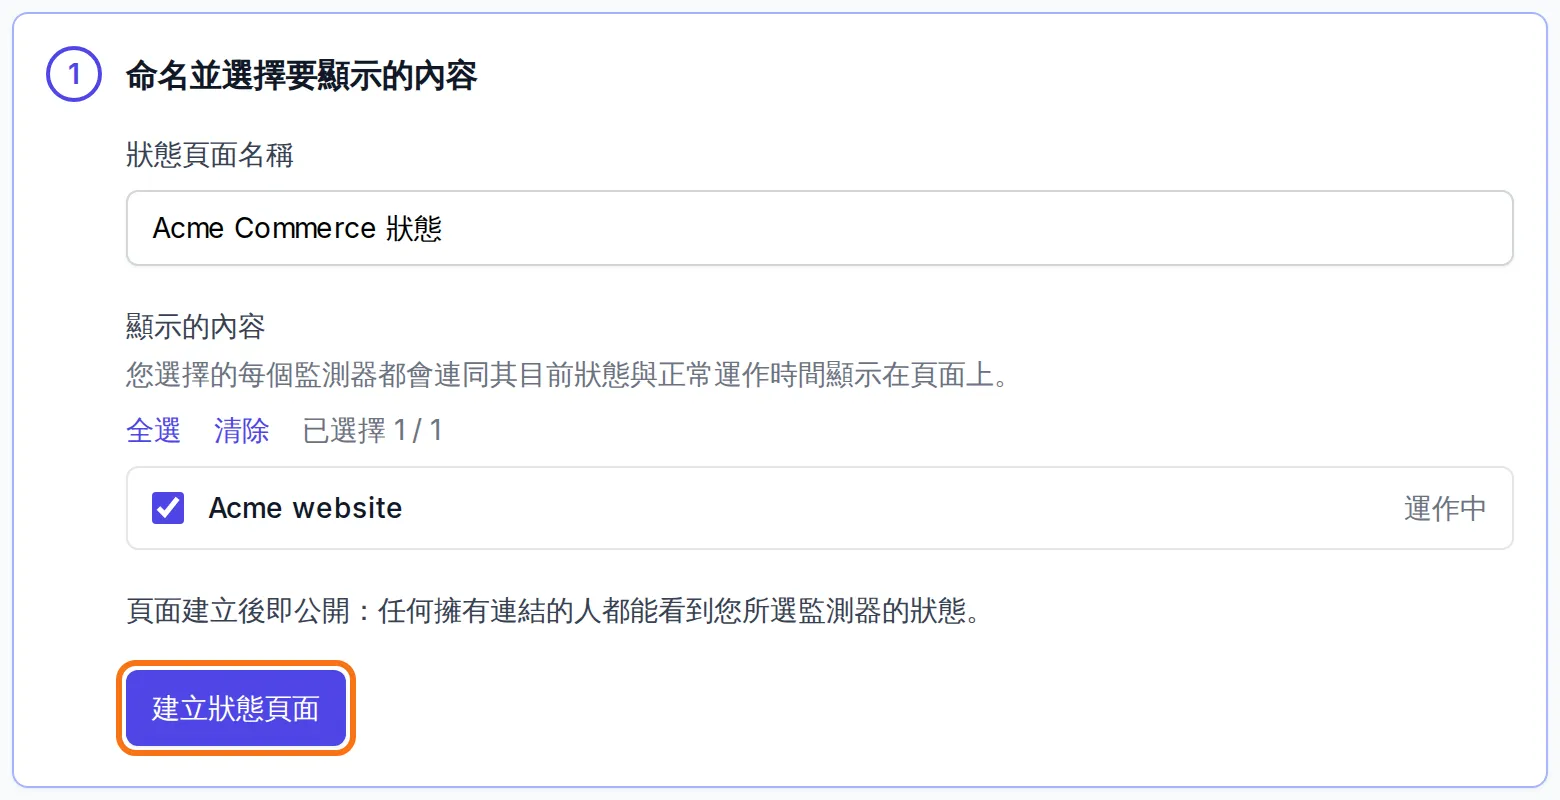 1
命名並選擇要顯示的內容
狀態頁面名稱
Acme Commerce 狀態
顯示的內容
您選擇的每個監測器都會連同其目前狀態與正常運作時間顯示在頁面上。
全選 清除 已選擇 1 / 1
Acme website 運作中
頁面建立後即公開：任何擁有連結的人都能看到您所選監測器的狀態。
建立狀態頁面